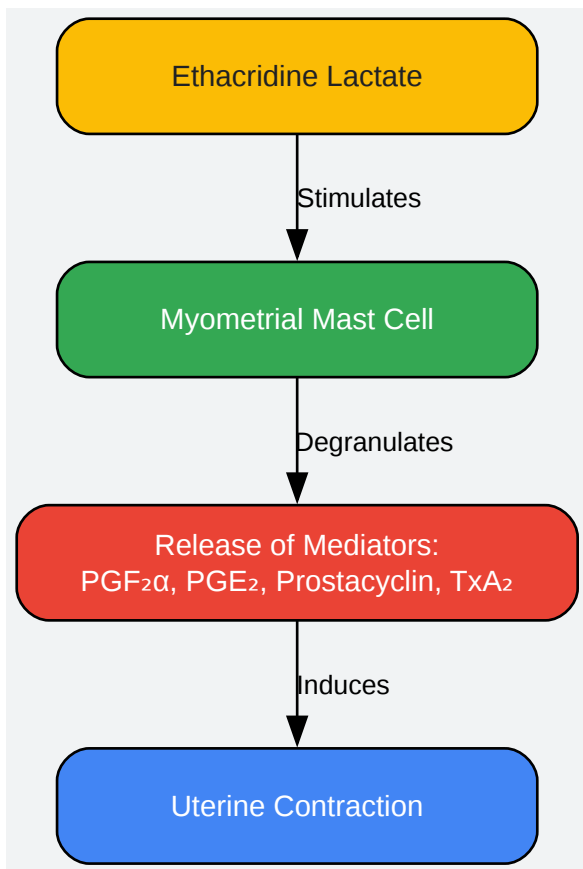 Ethacridine Lactate
Stimulates
Myometrial Mast Cell
Degranulates
Release of Mediators:
PGF₂α, PGE₂, Prostacyclin, TxA₂
Induces
Uterine Contraction